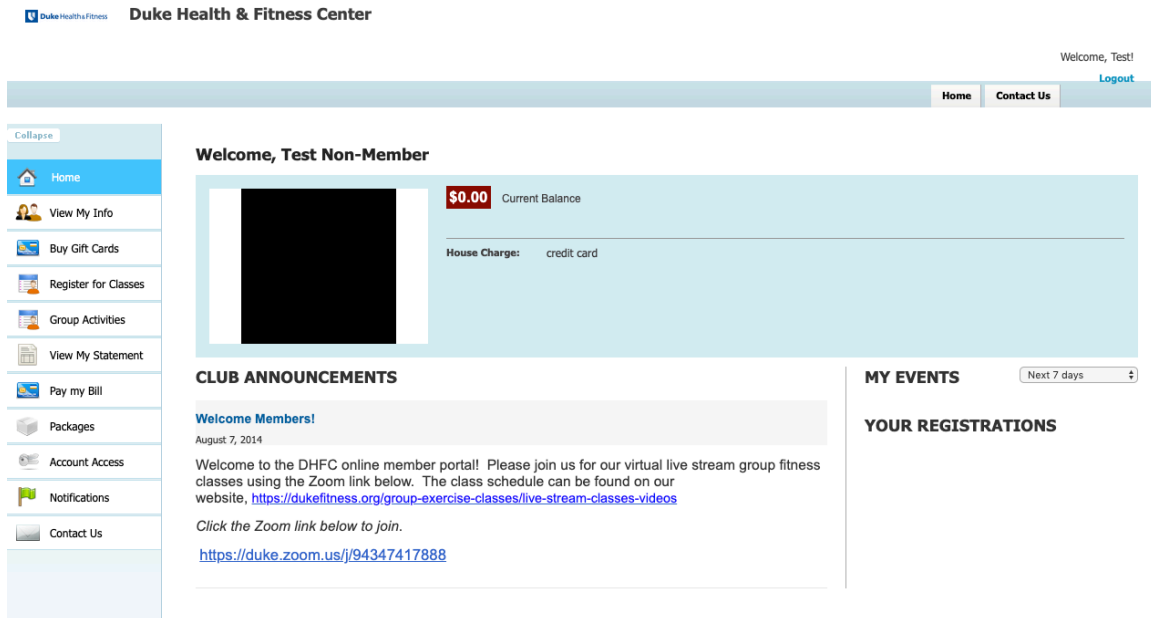 Duke Health & Fitness
Duke Health & Fitness Center
Welcome, Test!
Logout
Home
Contact Us
Collapse
Home
View My Info
Buy Gift Cards
Register for Classes
Group Activities
View My Statement
Pay my Bill
Packages
Account Access
Notifications
Contact Us
Welcome, Test Non-Member
$0.00 Current Balance
House Charge: credit card
CLUB ANNOUNCEMENTS
Welcome Members!
August 7, 2014
Welcome to the DHFC online member portal!  Please join us for our virtual live stream group fitness
classes using the Zoom link below.  The class schedule can be found on our
website, https://dukefitness.org/group-exercise-classes/live-stream-classes-videos
Click the Zoom link below to join.
https://duke.zoom.us/j/94347417888
MY EVENTS
Next 7 days
YOUR REGISTRATIONS